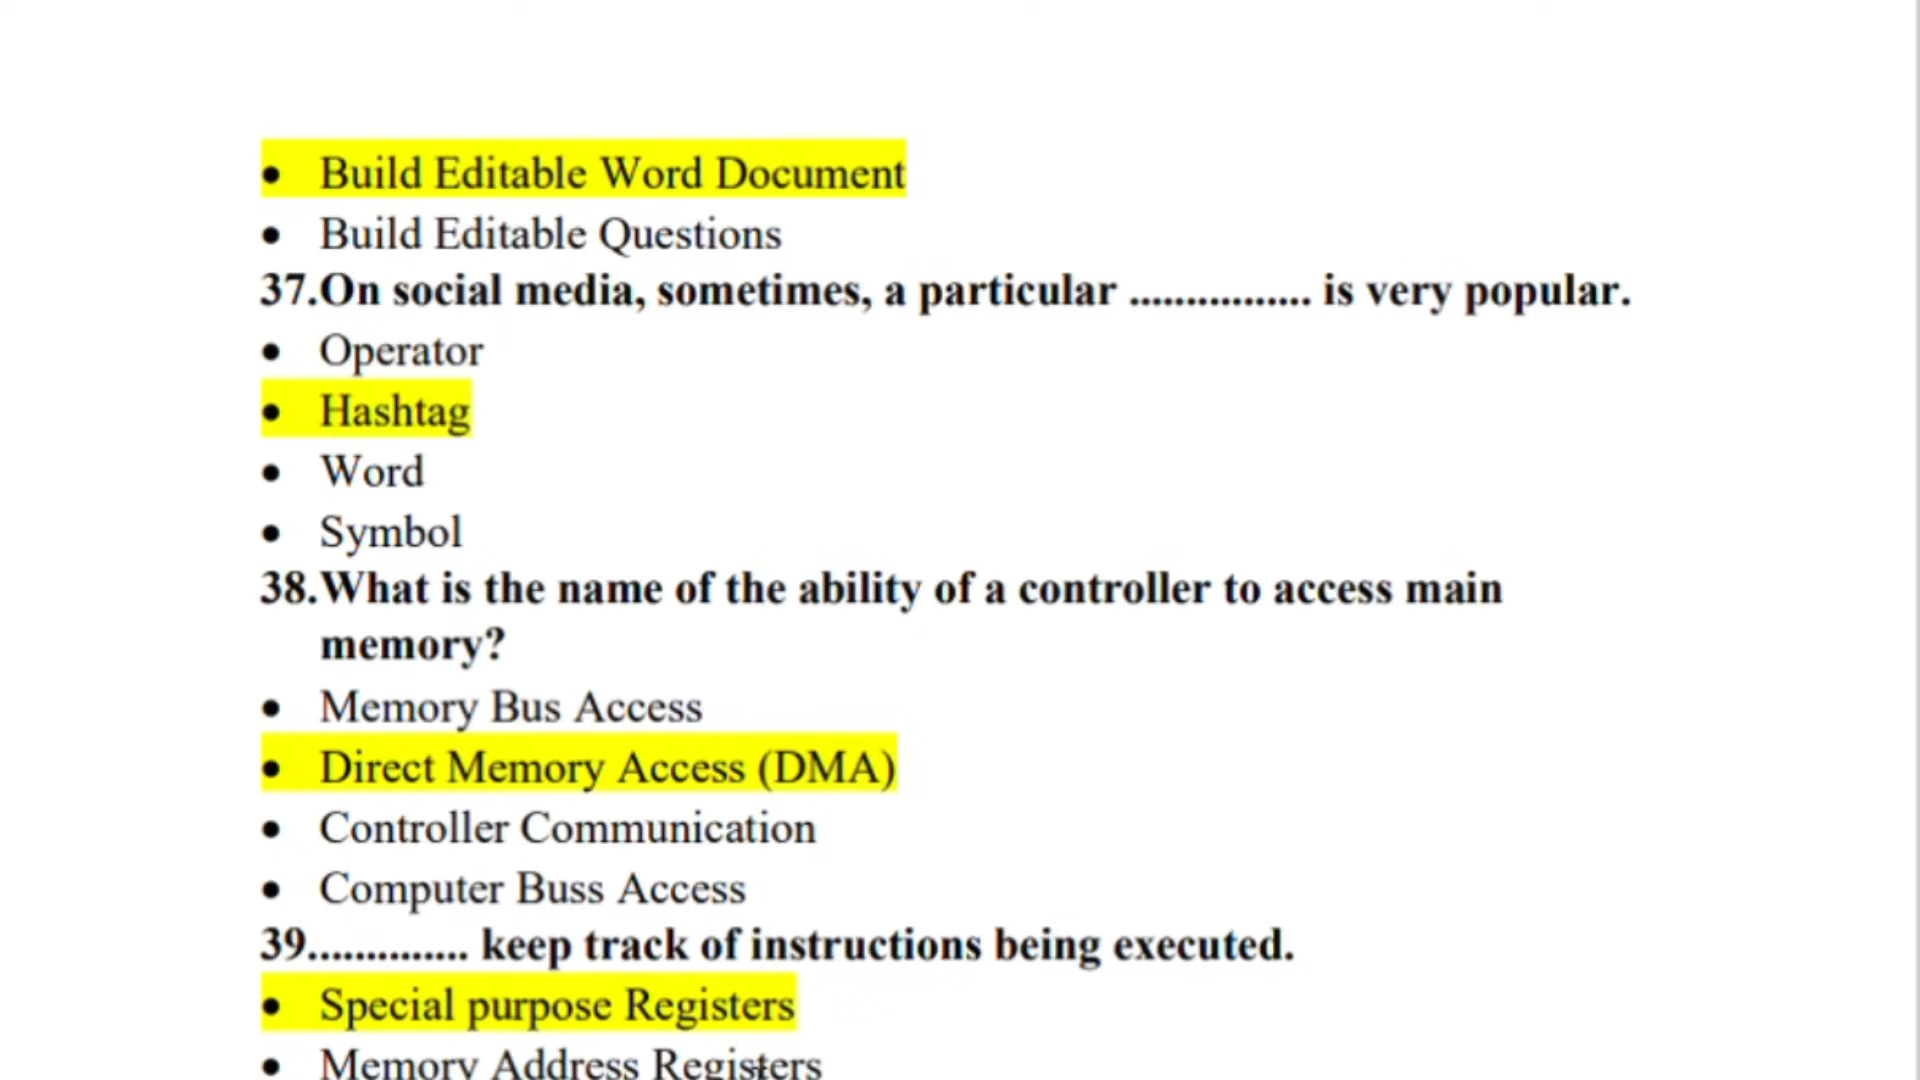 • Build Editable Word Document
• Build Editable Questions
37.On social media, sometimes, a particular ................ is very popular.
• Operator
• Hashtag
• Word
• Symbol
38.What is the name of the ability of a controller to access main
memory?
• Memory Bus Access
• Direct Memory Access (DMA)
• Controller Communication
• Computer Buss Access
39.............. keep track of instructions being executed.
• Special purpose Registers
• Memory Address Registers